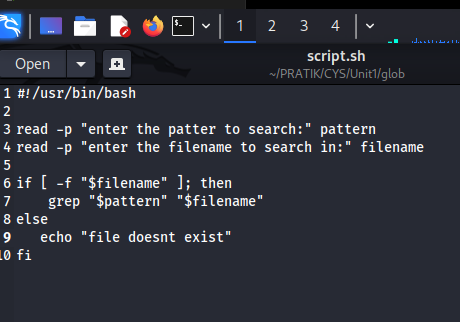 1 2 3 4
Open script.sh
~/PRATIK/CYS/Unit1/glob
1 #!/usr/bin/bash
2
3 read -p "enter the patter to search:" pattern
4 read -p "enter the filename to search in:" filename
5
6 if [ -f "$filename" ]; then
7     grep "$pattern" "$filename"
8 else
9    echo "file doesnt exist"
10 fi